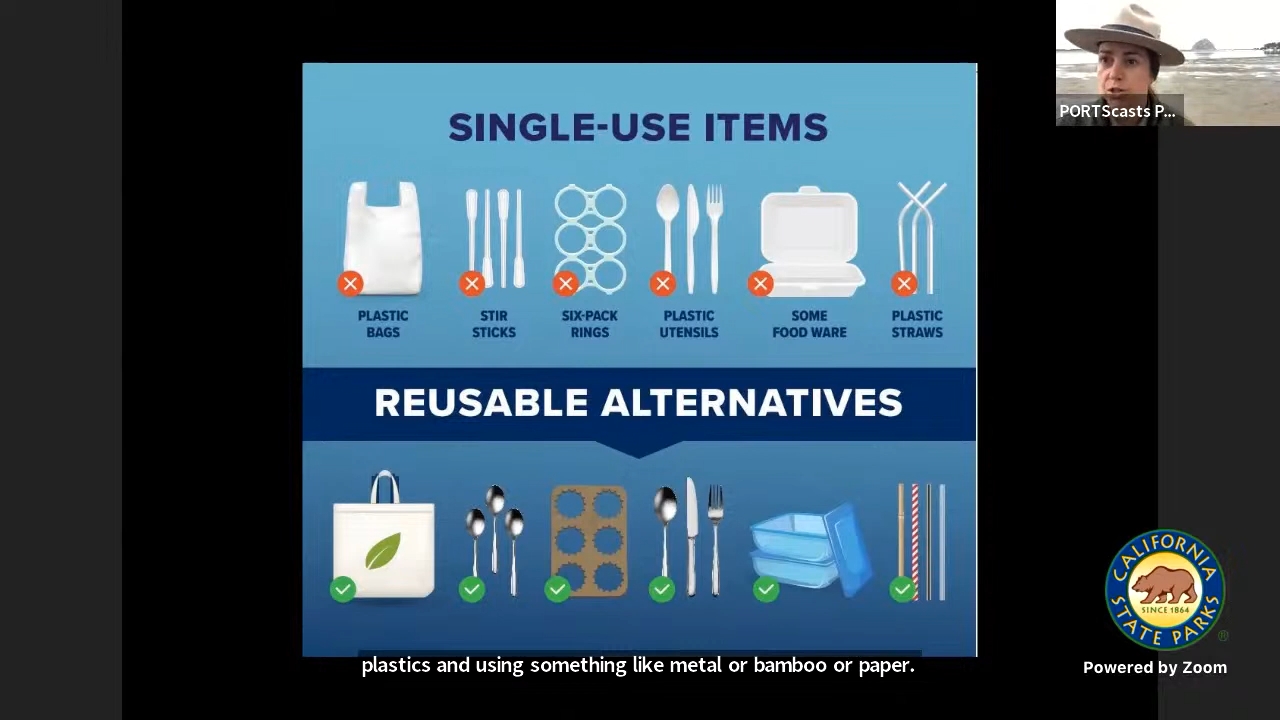 SINGLE-USE ITEMS
PLASTIC
BAGS
STIR
STICKS
SIX-PACK
RINGS
PLASTIC
UTENSILS
SOME
FOOD WARE
PLASTIC
STRAWS
REUSABLE ALTERNATIVES
plastics and using something like metal or bamboo or paper.
PORTScasts P...
CALIFORNIA
STATE PARKS
SINCE 1864
®
Powered by Zoom